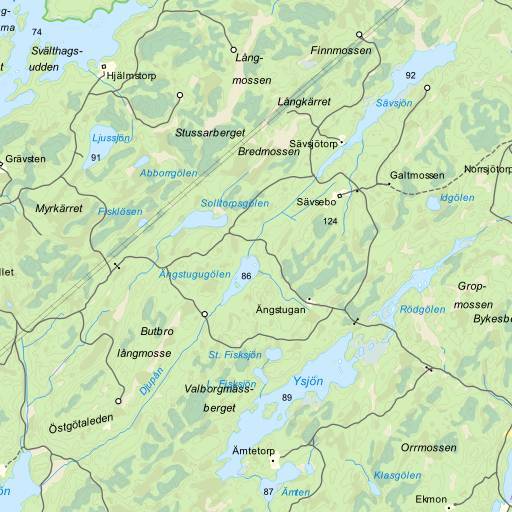 74
Svälthags-
udden
Hjälmstorp
Lång-
mossen
Finnmossen
92
Sävsjön
Långkärret
Stussarberget
Ljussjön
91
Grävsten
Sävsjötorp
Bredmossen
Abborrgölen
Galtmossen
Norrsjötorp
Myrkärret
Fisklösen
Solltorpsgölen
Sävsebo
124
Idgölen
Ängstugugölen
86
Grop-
mossen
Bykesber
Ängstugan
Rödgölen
Butbro
långmosse
St. Fisksjön
L. Fisksjön
Djupån
Valborgmäss-
berget
Ysjön
89
Östgötaleden
Ämtetorp
Orrmossen
Klasgölen
87
Ämten
Ekmon